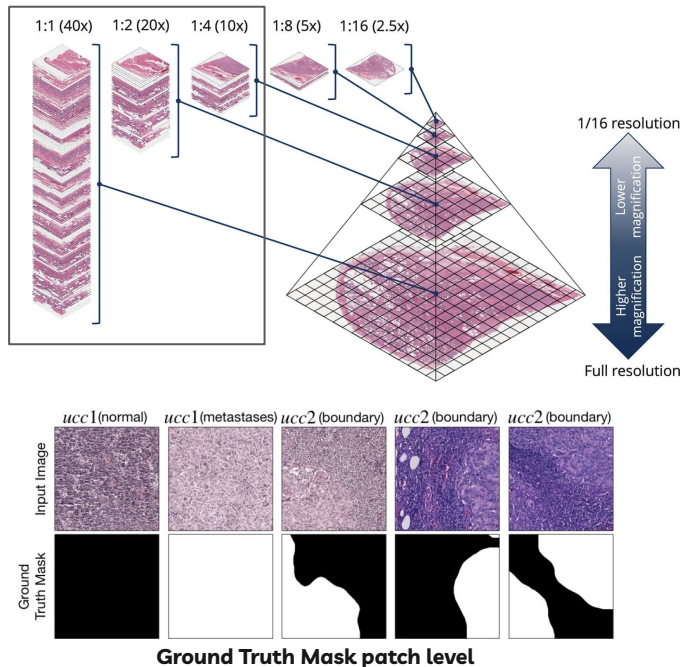 1:1 (40x) 1:2 (20x) 1:4 (10x) 1:8 (5x) 1:16 (2.5x)
1/16 resolution
Lower
magnification
Higher
magnification
Full resolution
ucc1(normal) ucc1(metastases) ucc2 (boundary) ucc2(boundary) ucc2 (boundary)
Input Image
Ground
Truth Mask
Ground Truth Mask patch level